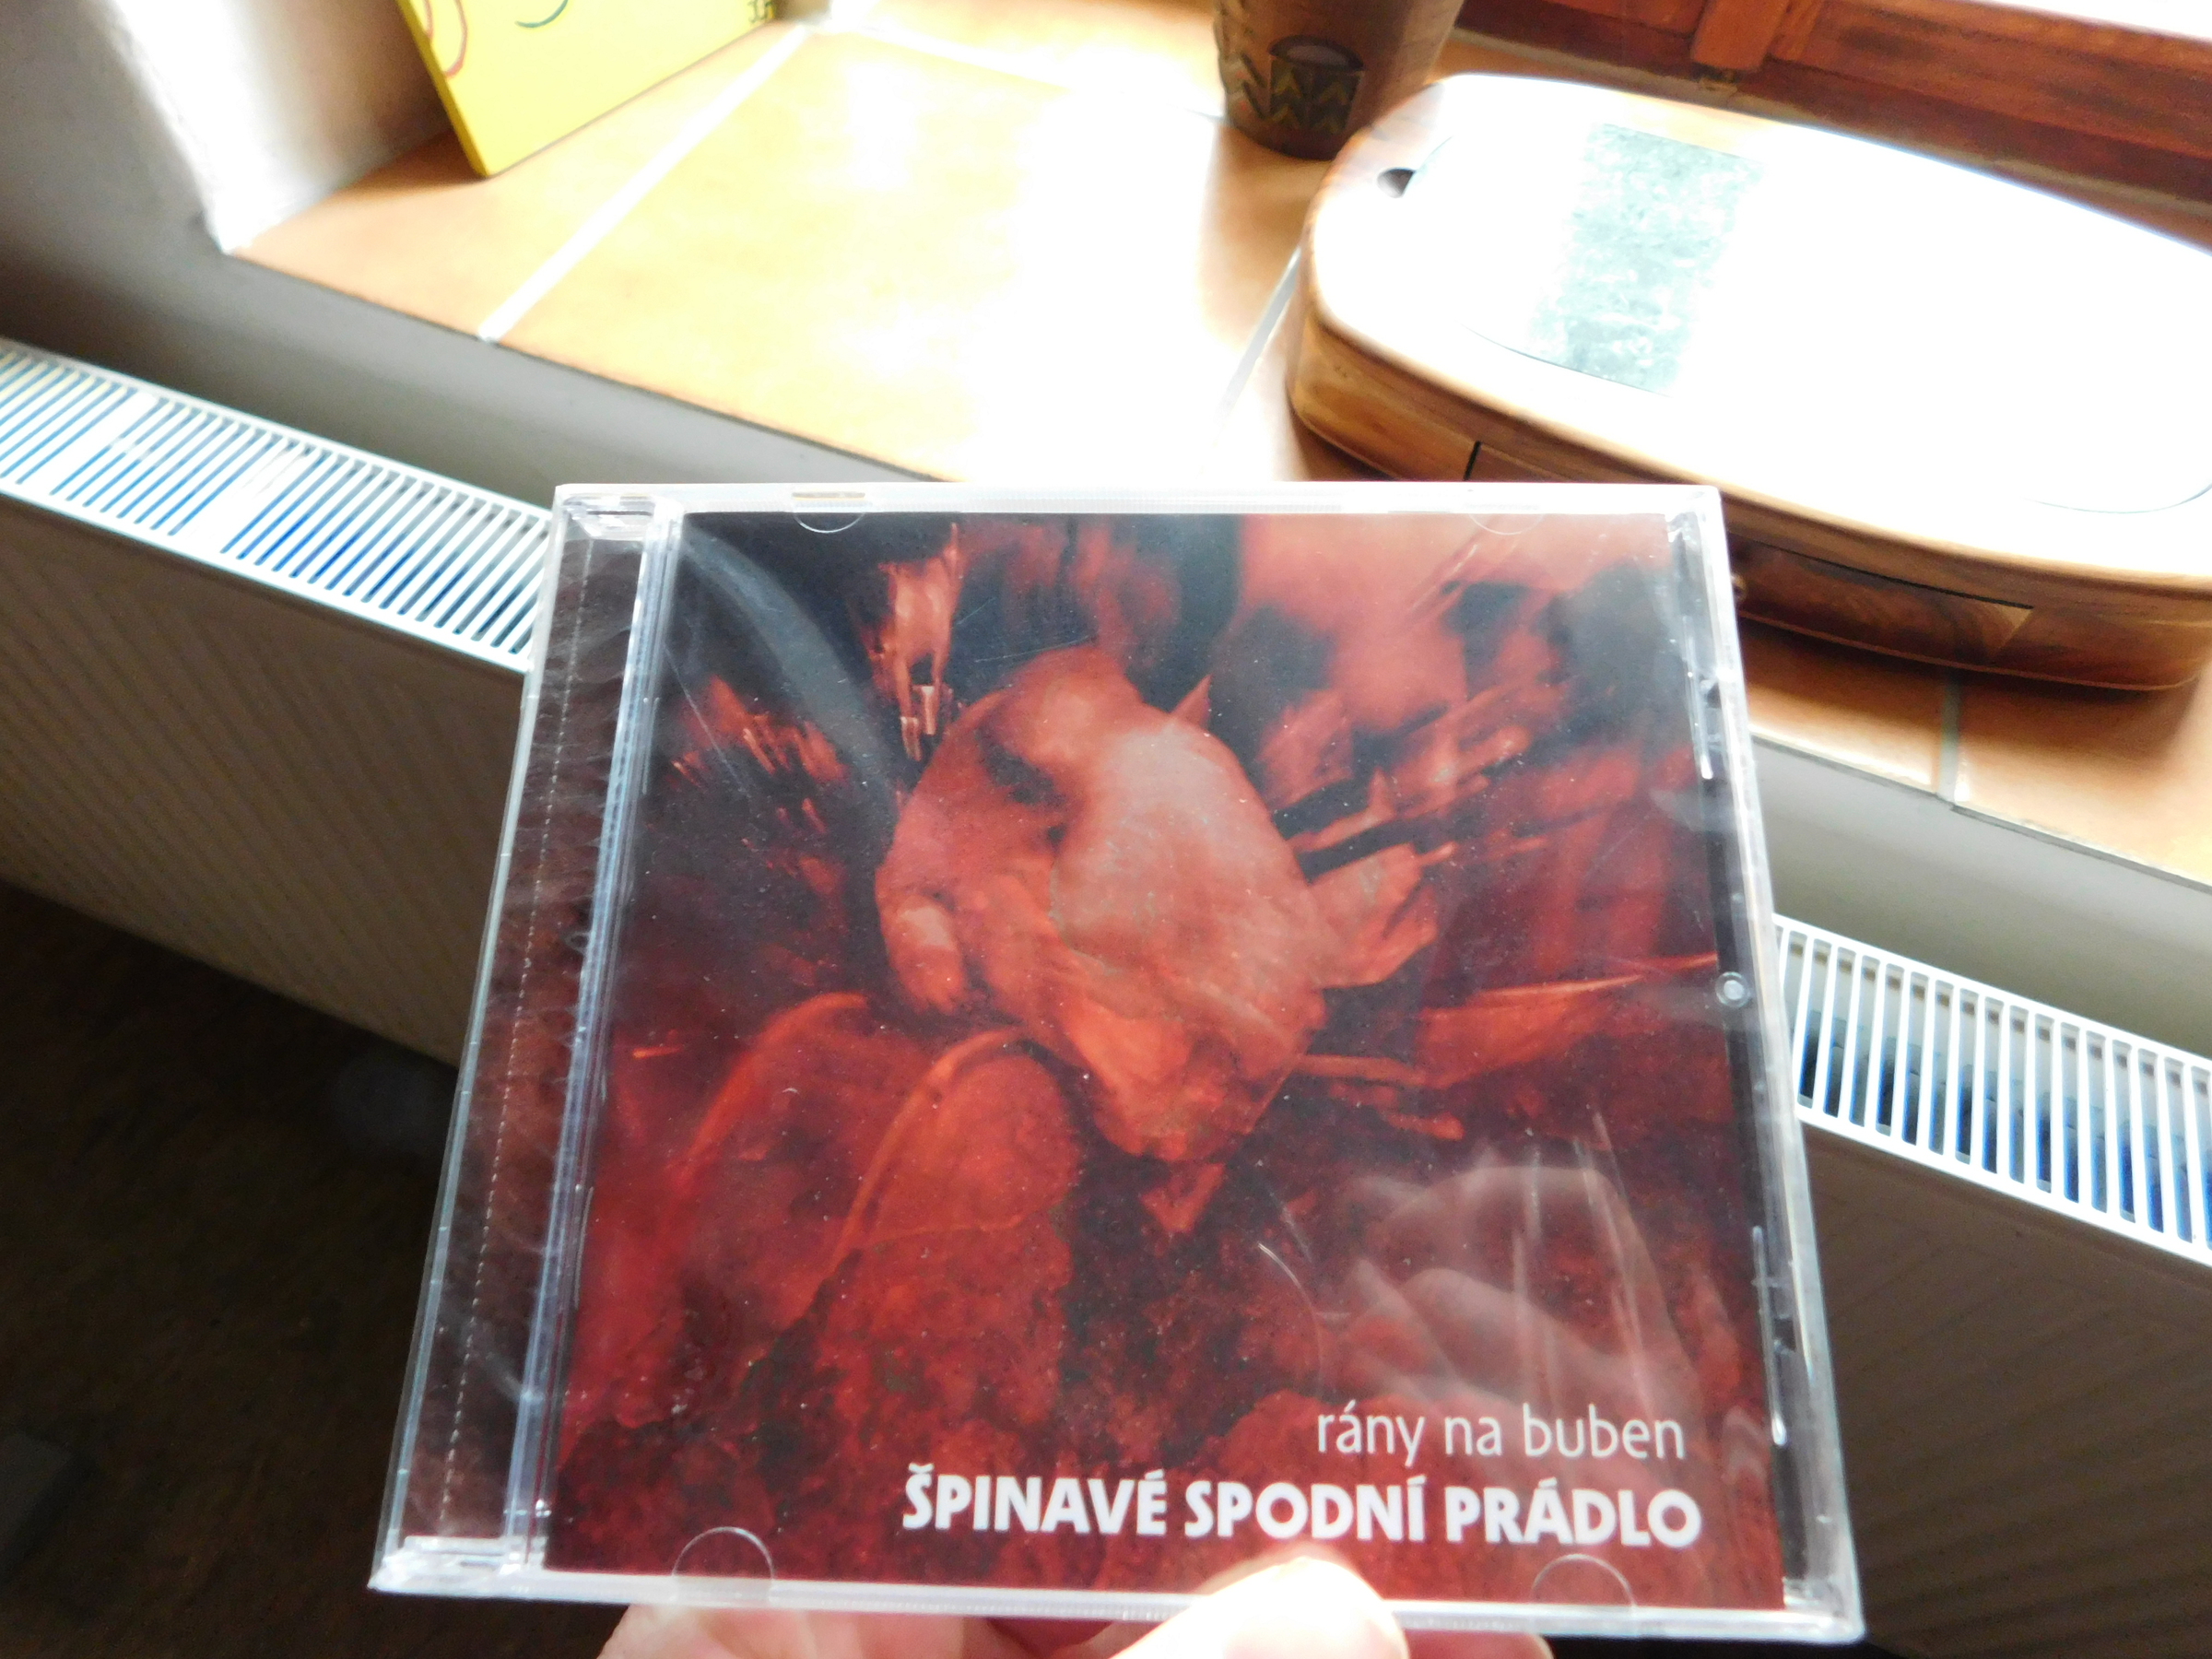 rány na buben
ŠPINAVÉ SPODNÍ PRÁDLO